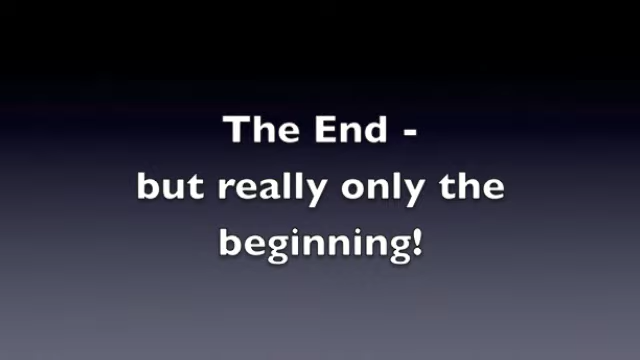 The End -
but really only the
beginning!